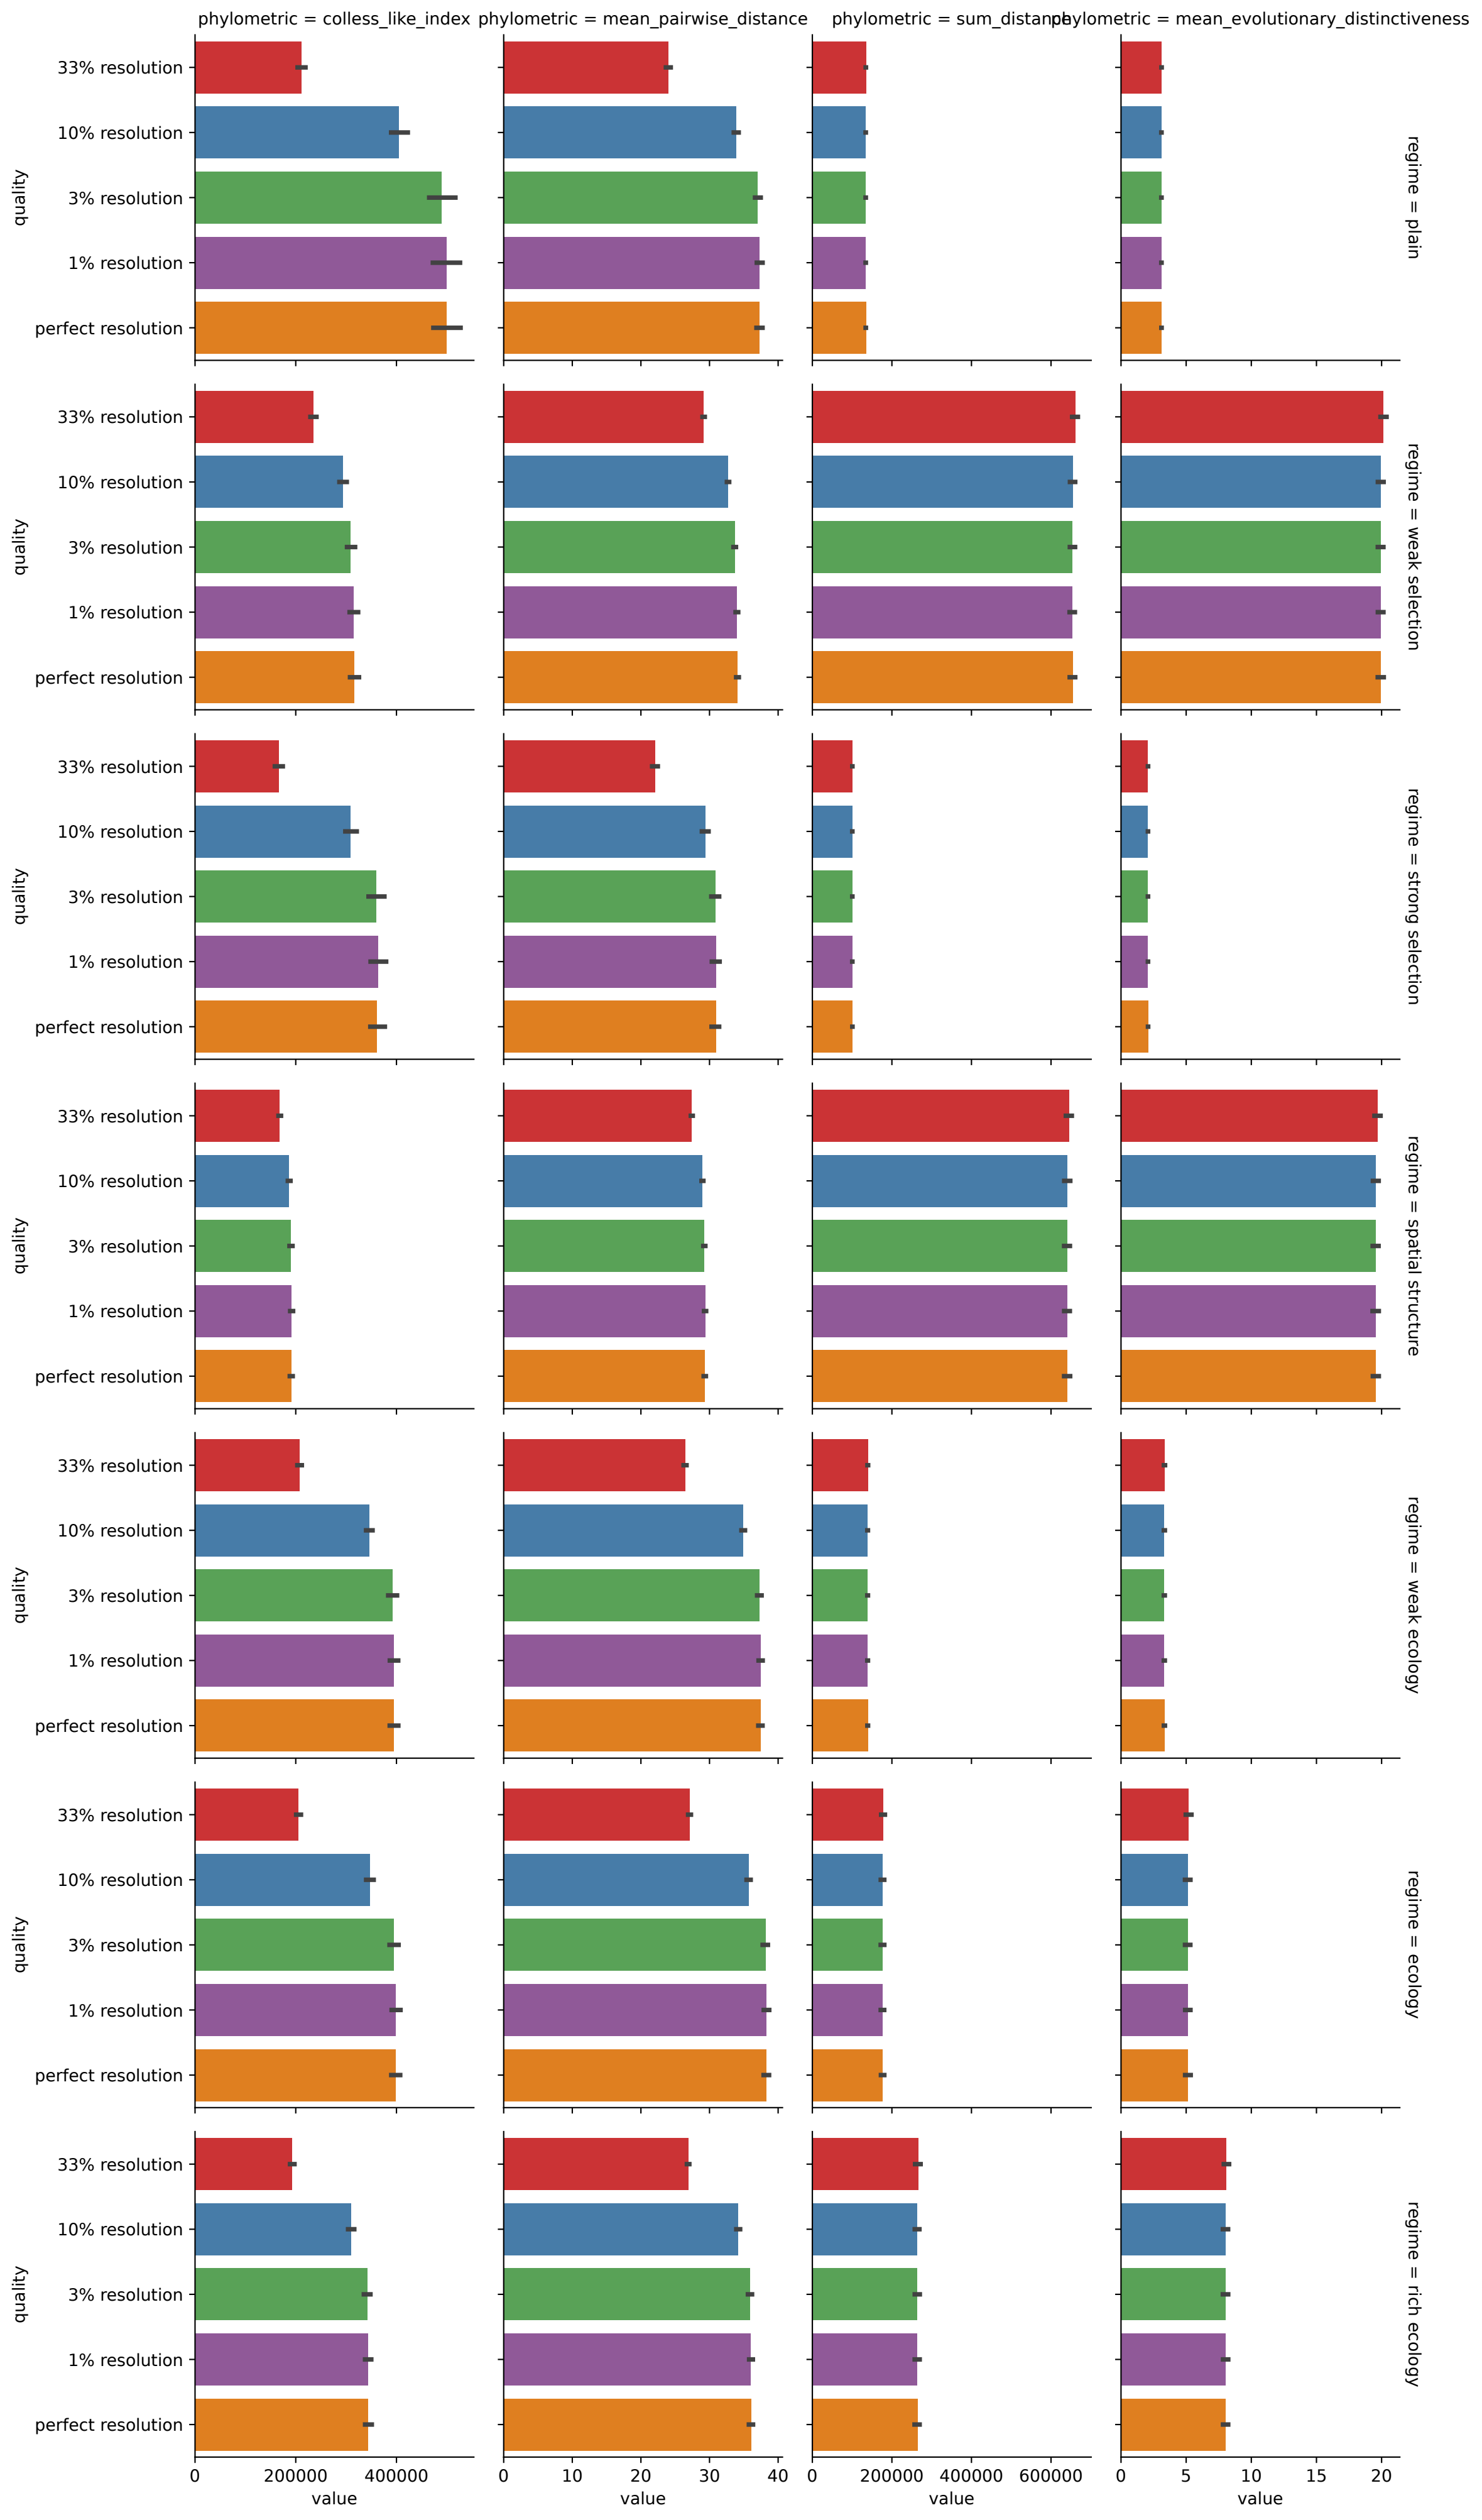 phylometric = colless_like_index
phylometric = mean_pairwise_distance
phylometric = sum_distance
phylometric = mean_evolutionary_distinctiveness
quality
33% resolution
10% resolution
3% resolution
1% resolution
perfect resolution
regime = plain
quality
33% resolution
10% resolution
3% resolution
1% resolution
perfect resolution
regime = weak selection
quality
33% resolution
10% resolution
3% resolution
1% resolution
perfect resolution
regime = strong selection
quality
33% resolution
10% resolution
3% resolution
1% resolution
perfect resolution
regime = spatial structure
quality
33% resolution
10% resolution
3% resolution
1% resolution
perfect resolution
regime = weak ecology
quality
33% resolution
10% resolution
3% resolution
1% resolution
perfect resolution
regime = ecology
quality
33% resolution
10% resolution
3% resolution
1% resolution
perfect resolution
regime = rich ecology
0 200000 400000
0 10 20 30 40
0 200000 400000 600000
0 5 10 15 20
value
value
value
value